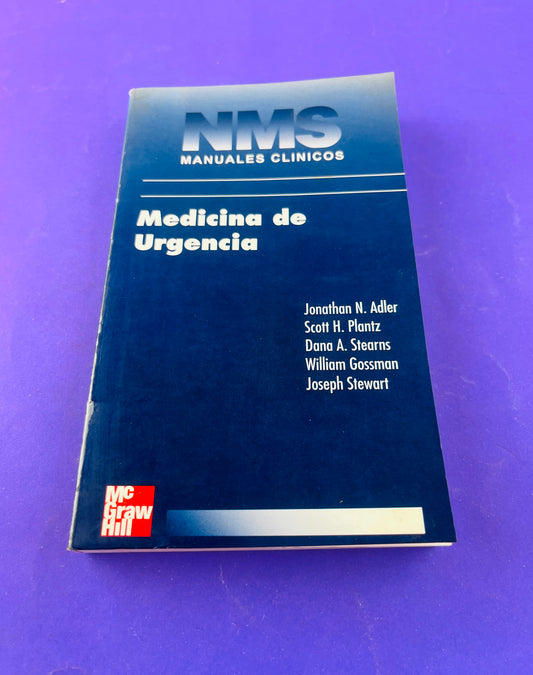 NMS
MANUALES CLINICOS
Medicina de
Urgencia
Jonathan N. Adler
Scott H. Plantz
Dana A. Stearns
William Gossman
Joseph Stewart
Mc
Graw
Hill